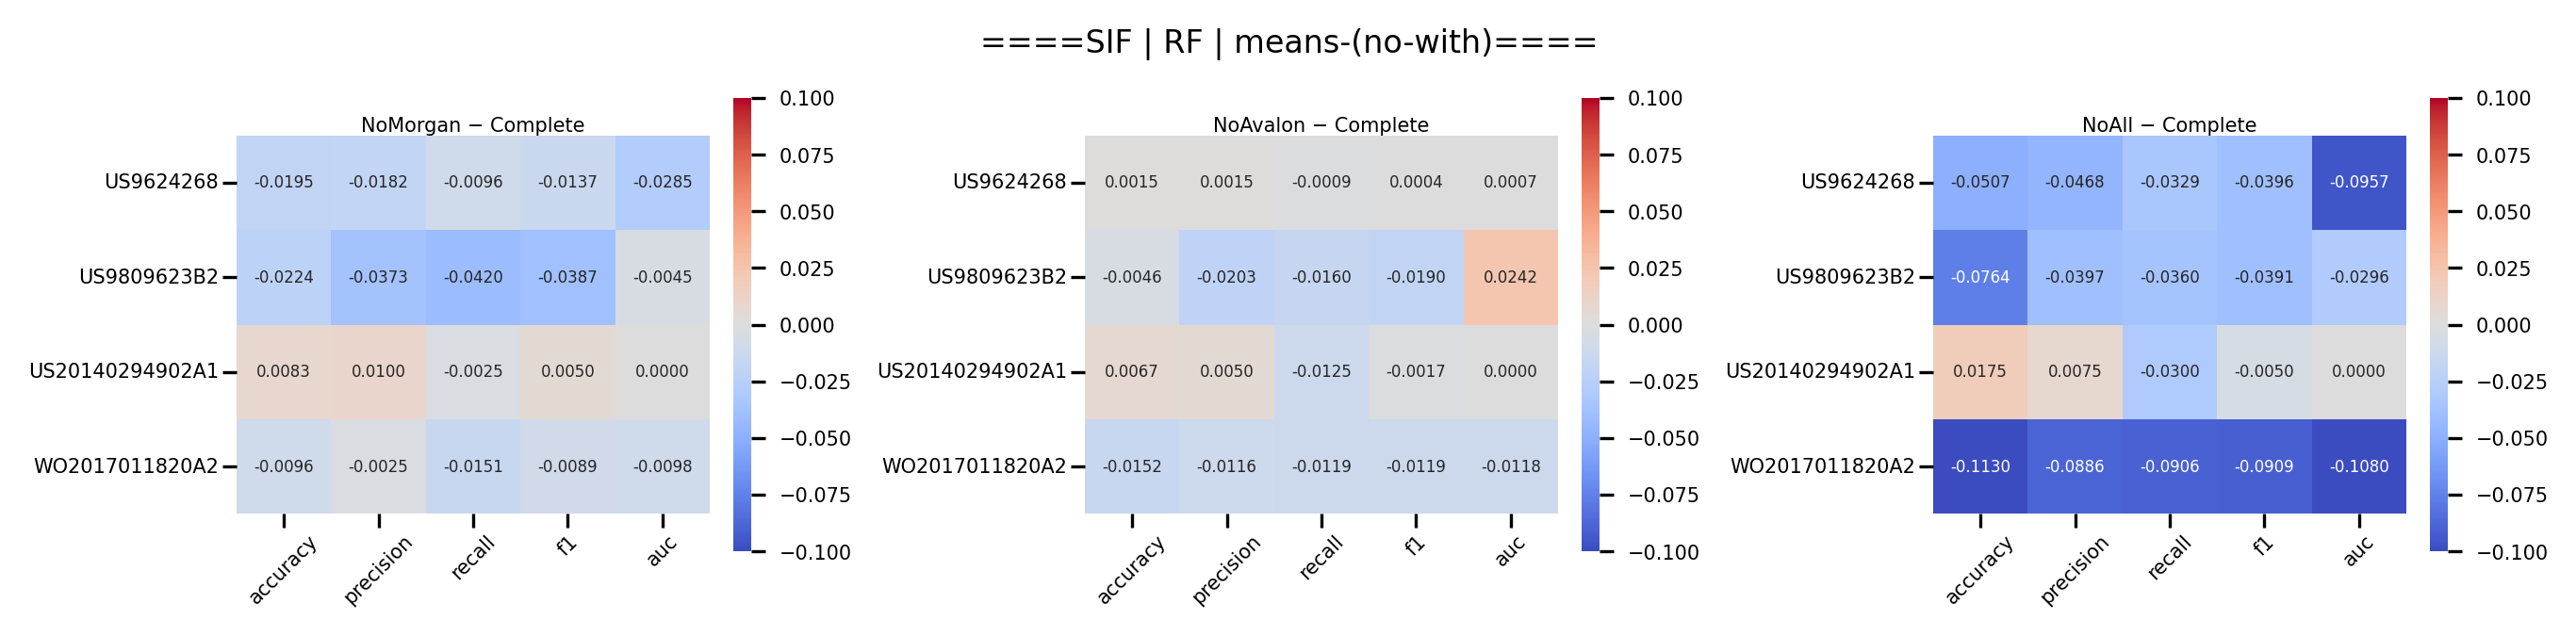 ====SIF | RF | means-(no-with)====
NoMorgan − Complete
US9624268 -0.0195 -0.0182 -0.0096 -0.0137 -0.0285
US9809623B2 -0.0224 -0.0373 -0.0420 -0.0387 -0.0045
US20140294902A1 0.0083 0.0100 -0.0025 0.0050 0.0000
WO2017011820A2 -0.0096 -0.0025 -0.0151 -0.0089 -0.0098
accuracy precision recall f1 auc
0.100
0.075
0.050
0.025
0.000
−0.025
−0.050
−0.075
−0.100
NoAvalon − Complete
US9624268 0.0015 0.0015 -0.0009 0.0004 0.0007
US9809623B2 -0.0046 -0.0203 -0.0160 -0.0190 0.0242
US20140294902A1 0.0067 0.0050 -0.0125 -0.0017 0.0000
WO2017011820A2 -0.0152 -0.0116 -0.0119 -0.0119 -0.0118
accuracy precision recall f1 auc
0.100
0.075
0.050
0.025
0.000
−0.025
−0.050
−0.075
−0.100
NoAll − Complete
US9624268 -0.0507 -0.0468 -0.0329 -0.0396 -0.0957
US9809623B2 -0.0764 -0.0397 -0.0360 -0.0391 -0.0296
US20140294902A1 0.0175 0.0075 -0.0300 -0.0050 0.0000
WO2017011820A2 -0.1130 -0.0886 -0.0906 -0.0909 -0.1080
accuracy precision recall f1 auc
0.100
0.075
0.050
0.025
0.000
−0.025
−0.050
−0.075
−0.100